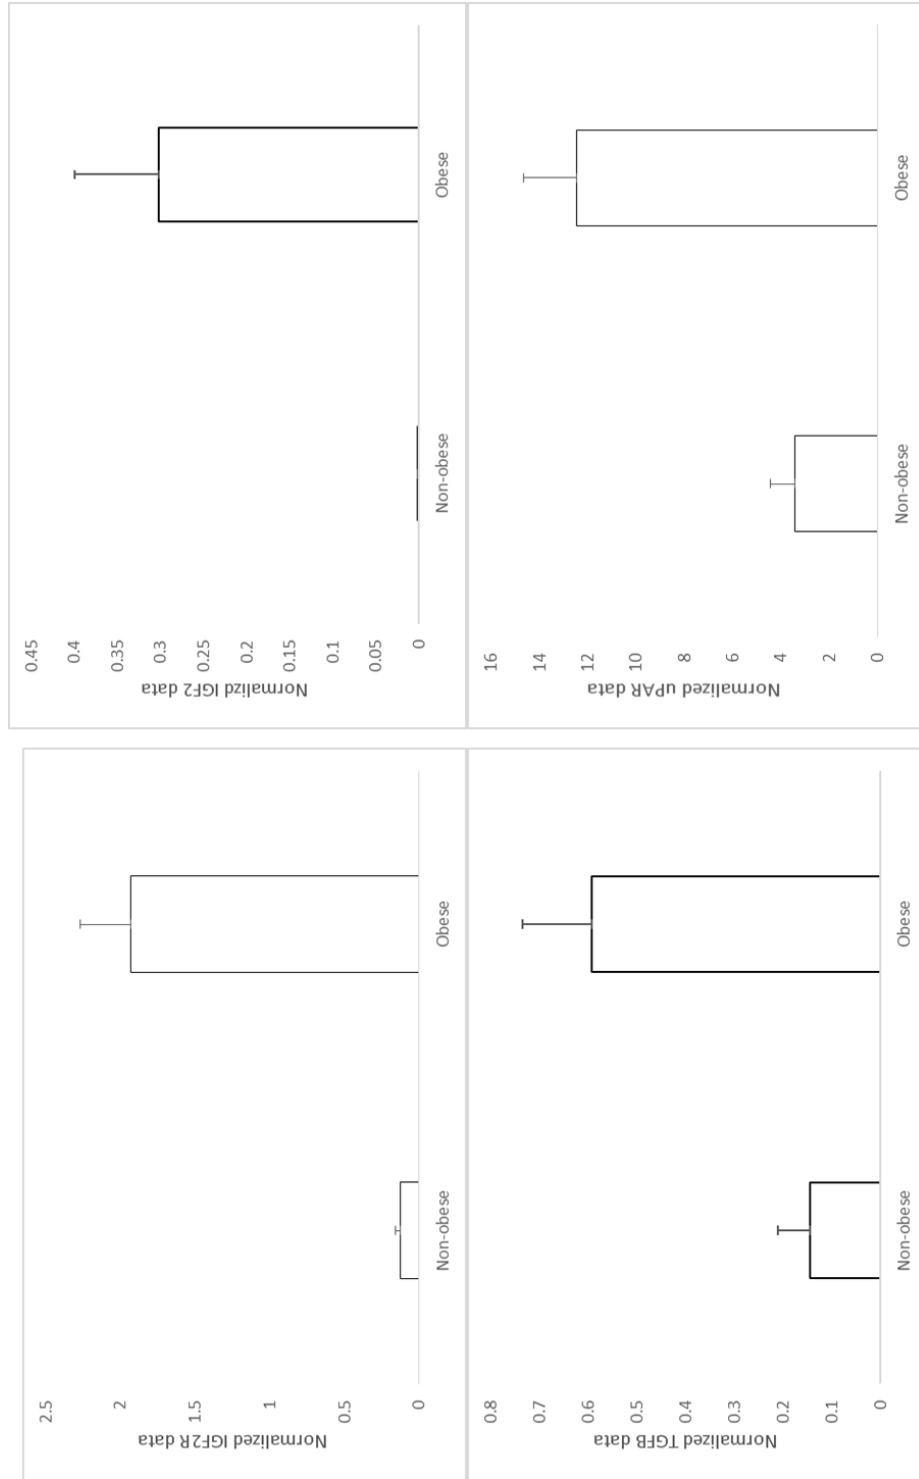 Normalized IGF2R data
2.5
2
1.5
1
0.5
0
Non-obese
Obese
Normalizd IGF2 data
0.45
0.4
0.35
0.3
0.25
0.2
0.15
0.1
0.05
0
Non-obese
Obese
Normalized TGFB data
0.8
0.7
0.6
0.5
0.4
0.3
0.2
0.1
0
Non-obese
Obese
Normalized uPAR data
16
14
12
10
8
6
4
2
0
Non-obese
Obese